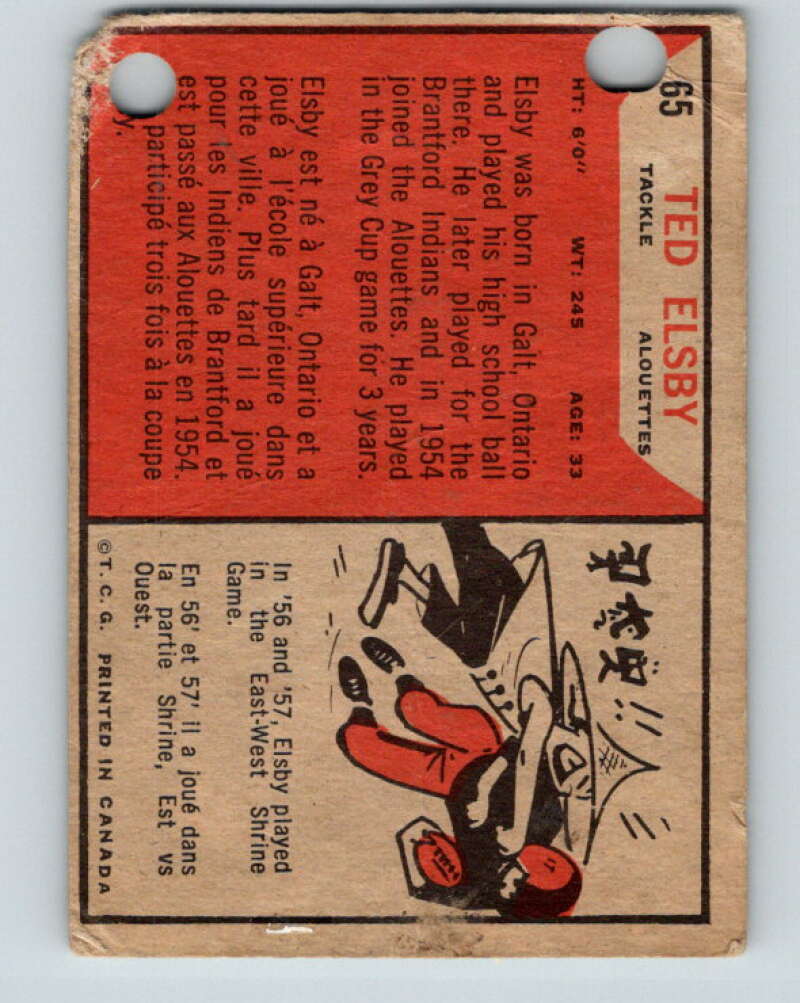 65
TED ELSBY
TACKLE ALOUETTES
HT: 6'0" WT: 245 AGE: 33
Elsby was born in Galt, Ontario
and played his high school ball
there. He later played for the
Brantford Indians and in 1954
joined the Alouettes. He played
in the Grey Cup game for 3 years.
Elsby est né à Galt, Ontario et a
joué à l'école supérieure dans
cette ville. Plus tard il a joué
pour les Indiens de Brantford et
est passé aux Alouettes en 1954.
participé trois fois à la coupe
y.
!!
In '56 and '57, Elsby played
in the East-West Shrine
Game.
En 56' et 57' il a joué dans
la partie Shrine, Est vs
Ouest.
©T.C.G. PRINTED IN CANADA